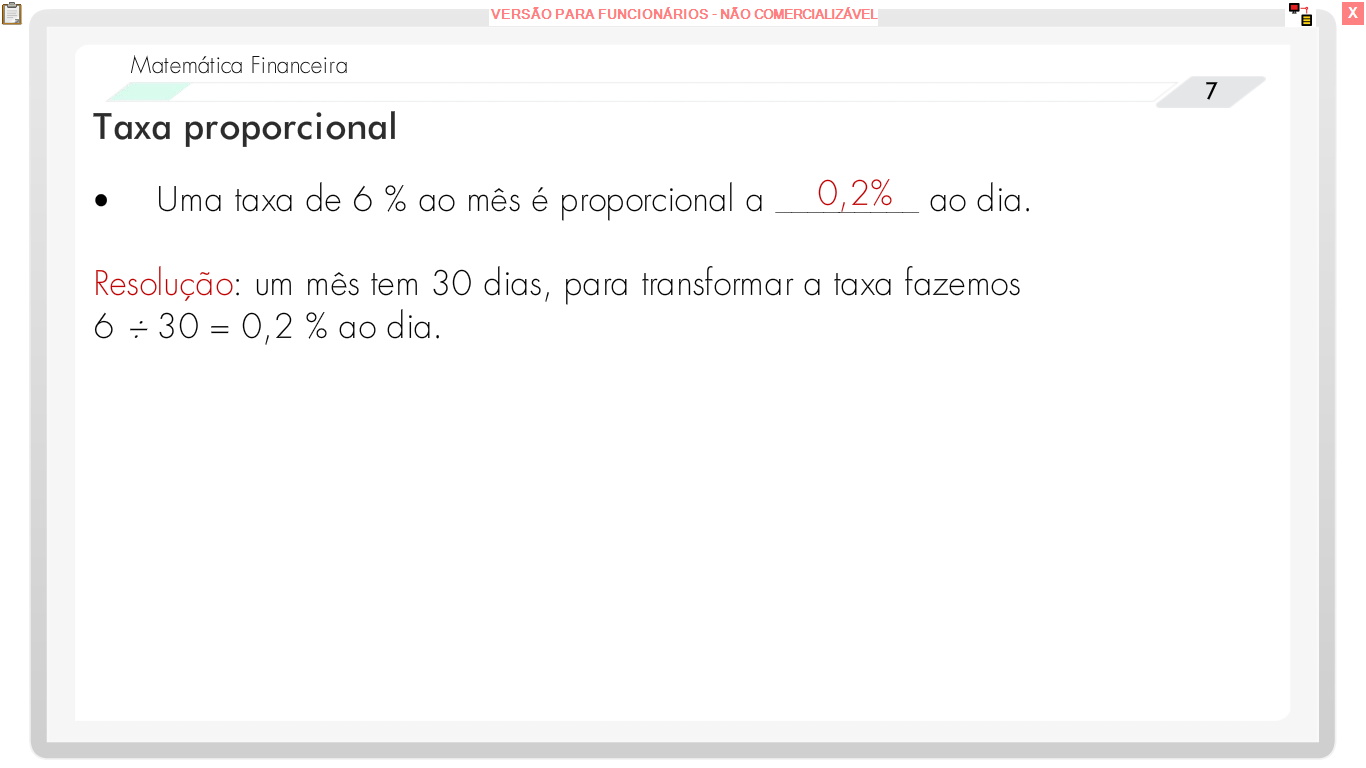 VERSÃO PARA FUNCIONÁRIOS - NÃO COMERCIALIZÁVEL
X
Matemática Financeira
7
Taxa proporcional
• Uma taxa de 6 % ao mês é proporcional a ________ 0,2% ao dia.
Resolução: um mês tem 30 dias, para transformar a taxa fazemos
6 ÷ 30 = 0,2 % ao dia.